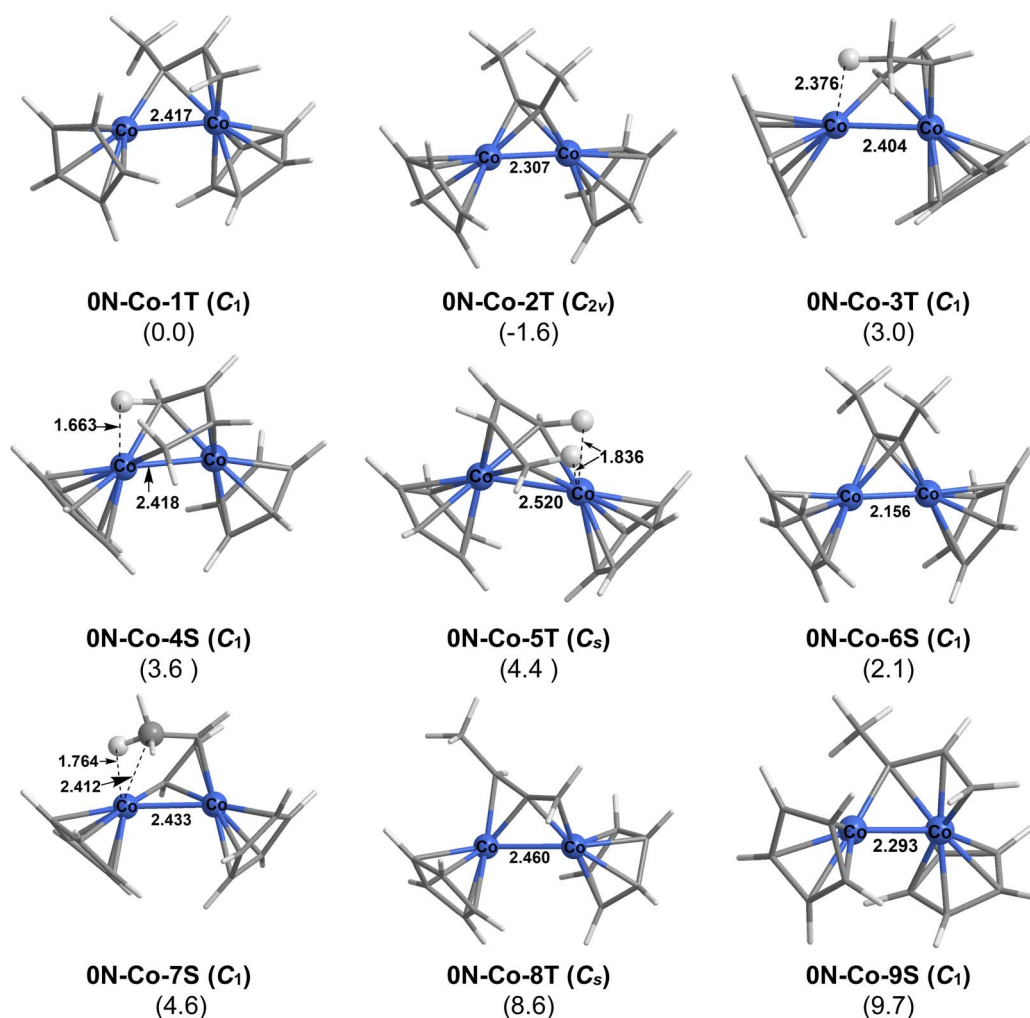 Co Co
2.417
Co Co
2.307
2.376
Co Co
2.404
0N-Co-1T (C1) 0N-Co-2T (C2v) 0N-Co-3T (C1)
(0.0) (-1.6) (3.0)
1.663
Co Co
2.418
1.836
Co Co
2.520
Co Co
2.156
0N-Co-4S (C1) 0N-Co-5T (Cs) 0N-Co-6S (C1)
(3.6 ) (4.4 ) (2.1)
1.764
2.412
Co Co
2.433
Co Co
2.460
Co Co
2.293
0N-Co-7S (C1) 0N-Co-8T (Cs) 0N-Co-9S (C1)
(4.6) (8.6) (9.7)